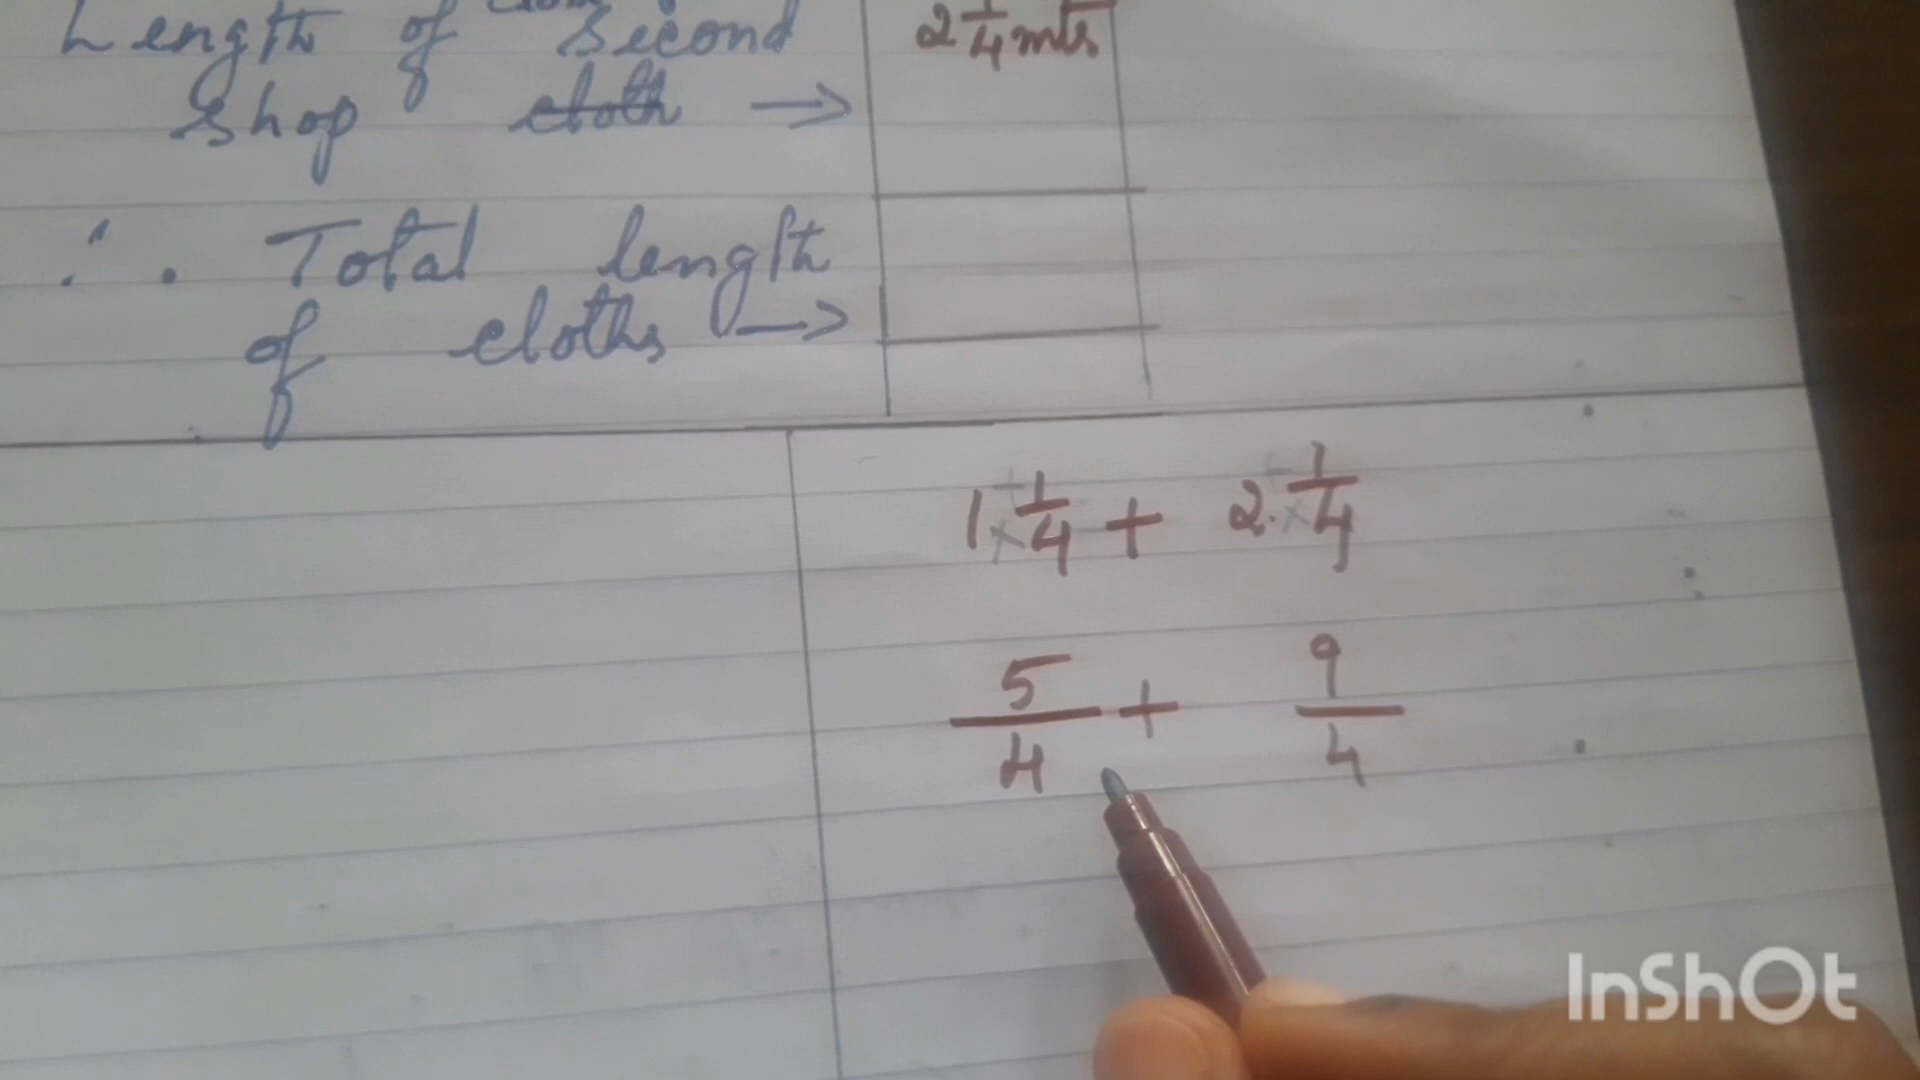 Length of second 2 1/4 mts
shop cloth →
∴ Total length
of cloths →
1 1/4 + 2 1/4
5/4 + 9/4
InShOt